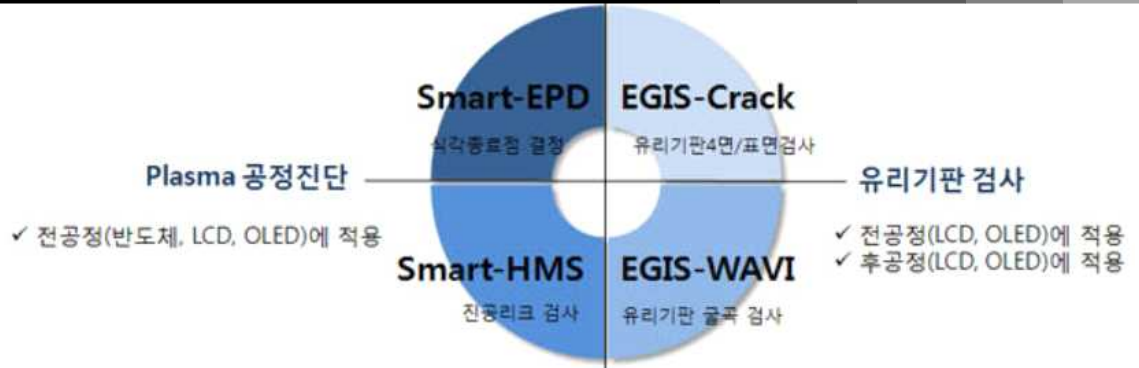 Smart-EPD
식각종료점 결정
EGIS-Crack
유리기판4면/표면검사
Plasma 공정진단
✓ 전공정(반도체, LCD, OLED)에 적용
유리기판 검사
✓ 전공정(LCD, OLED)에 적용
✓ 후공정(LCD, OLED)에 적용
Smart-HMS
진공리크 검사
EGIS-WAVI
유리기판 굴곡 검사